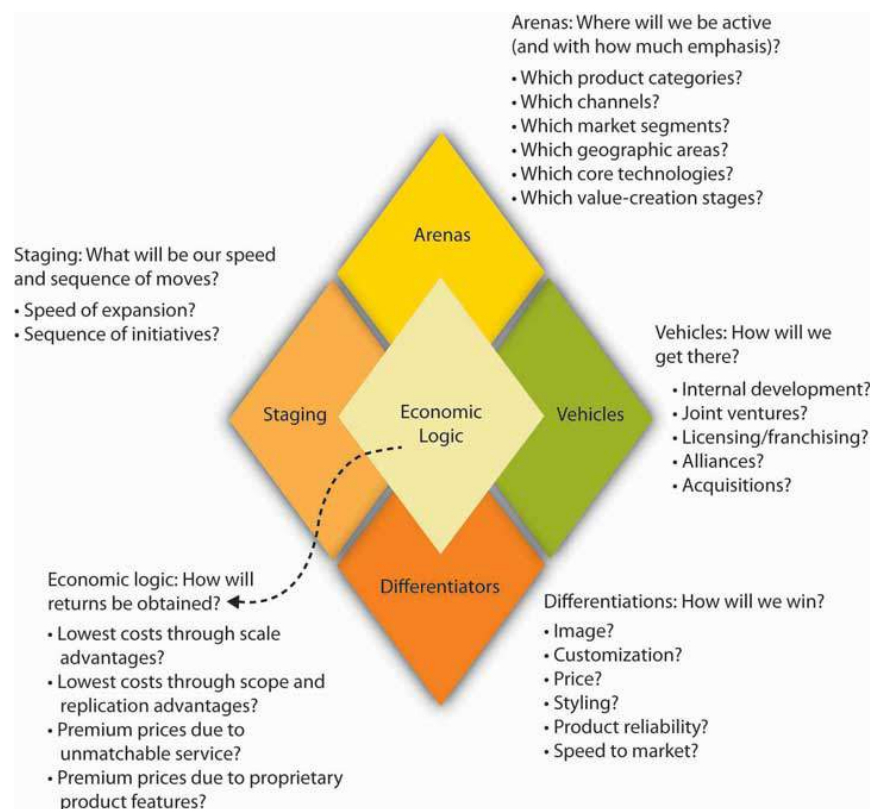 Arenas: Where will we be active
(and with how much emphasis)?
• Which product categories?
• Which channels?
• Which market segments?
• Which geographic areas?
• Which core technologies?
• Which value-creation stages?
Arenas
Staging: What will be our speed
and sequence of moves?
• Speed of expansion?
• Sequence of initiatives?
Vehicles: How will we
get there?
• Internal development?
• Joint ventures?
• Licensing/franchising?
• Alliances?
• Acquisitions?
Staging
Economic
Logic
Vehicles
Differentiators
Economic logic: How will
returns be obtained?
• Lowest costs through scale
advantages?
• Lowest costs through scope and
replication advantages?
• Premium prices due to
unmatchable service?
• Premium prices due to proprietary
product features?
Differentiations: How will we win?
• Image?
• Customization?
• Price?
• Styling?
• Product reliability?
• Speed to market?